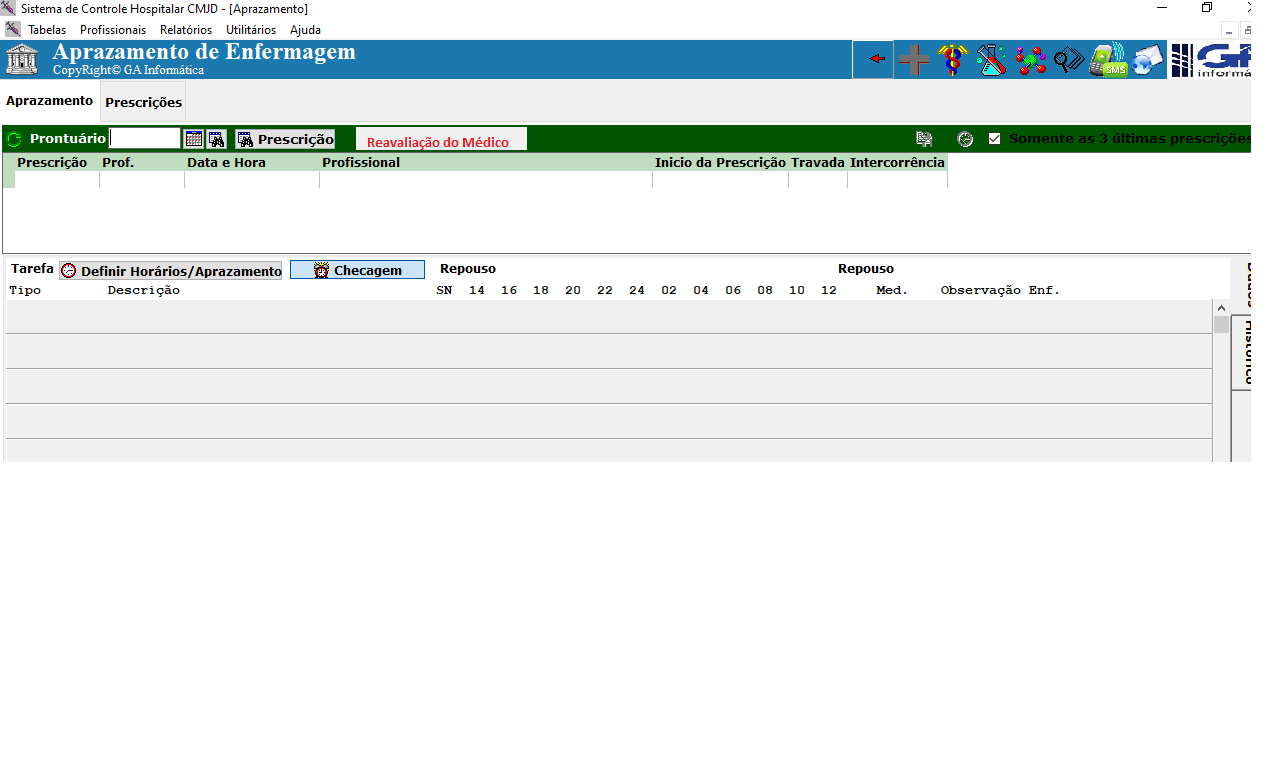 Sistema de Controle Hospitalar CMJD - [Aprazamento]
Tabelas Profissionais Relatórios Utilitários Ajuda
Aprazamento de Enfermagem
CopyRight© GA Informática
SMS
Aprazamento Prescrições
Prontuário Prescrição Reavaliação do Médico Somente as 3 últimas prescrições
Prescrição Prof. Data e Hora Profissional Inicio da Prescrição Travada Intercorrência
Tarefa Definir Horários/Aprazamento Checagem Repouso Repouso
Tipo Descrição SN 14 16 18 20 22 24 02 04 06 08 10 12 Med. Observação Enf.
Dados
Histórico